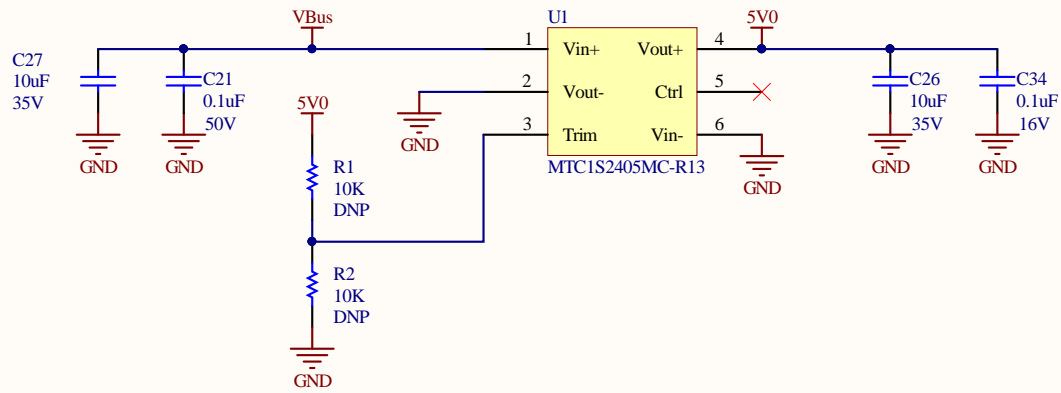 VBus
C27
10uF
35V
GND
C21
0.1uF
50V
GND
U1
1
Vin+
2
Vout-
3
Trim
Vout+
4
Ctrl
5
Vin-
6
MTC1S2405MC-R13
GND
5V0
R1
10K
DNP
R2
10K
DNP
GND
5V0
GND
C26
10uF
35V
GND
C34
0.1uF
16V
GND